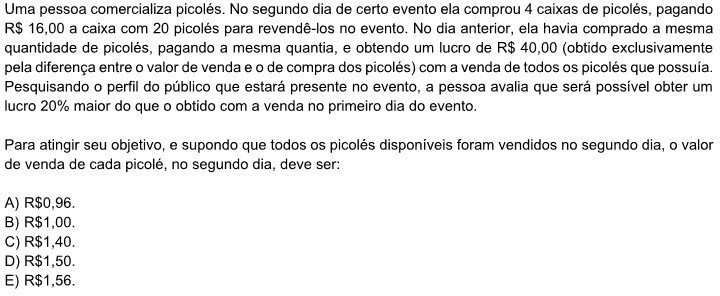 Uma pessoa comercializa picolés. No segundo dia de certo evento ela comprou 4 caixas de picolés, pagando
R$ 16,00 a caixa com 20 picolés para revendê-los no evento. No dia anterior, ela havia comprado a mesma
quantidade de picolés, pagando a mesma quantia, e obtendo um lucro de R$ 40,00 (obtido exclusivamente
pela diferença entre o valor de venda e o de compra dos picolés) com a venda de todos os picolés que possuía.
Pesquisando o perfil do público que estará presente no evento, a pessoa avalia que será possível obter um
lucro 20% maior do que o obtido com a venda no primeiro dia do evento.
Para atingir seu objetivo, e supondo que todos os picolés disponíveis foram vendidos no segundo dia, o valor
de venda de cada picolé, no segundo dia, deve ser:
A) R$0,96.
B) R$1,00.
C) R$1,40.
D) R$1,50.
E) R$1,56.